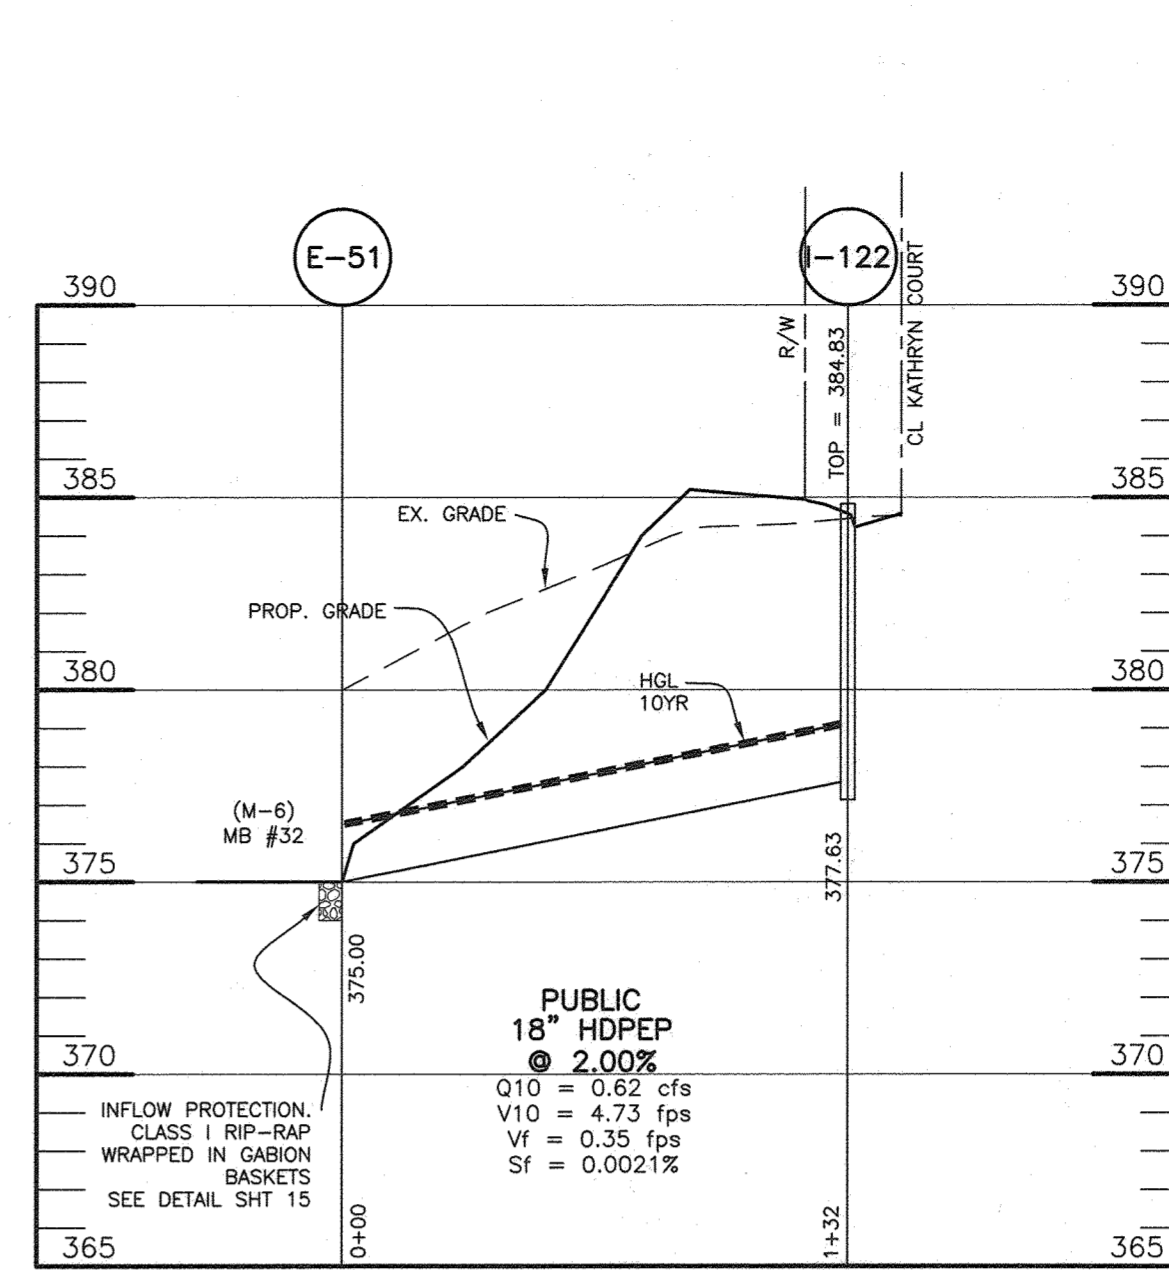 E-51
I-122
390
390
R/W
TOP = 384.83
CL KATHRYN COURT
385
385
EX. GRADE
PROP. GRADE
380
380
HGL
10YR
(M-6)
MB #32
375
375
377.63
375.00
PUBLIC
18" HDPEP
@ 2.00%
Q10 = 0.62 cfs
V10 = 4.73 fps
Vf = 0.35 fps
Sf = 0.0021%
370
370
INFLOW PROTECTION.
CLASS I RIP-RAP
WRAPPED IN GABION
BASKETS
SEE DETAIL SHT 15
0+00
1+32
365
365